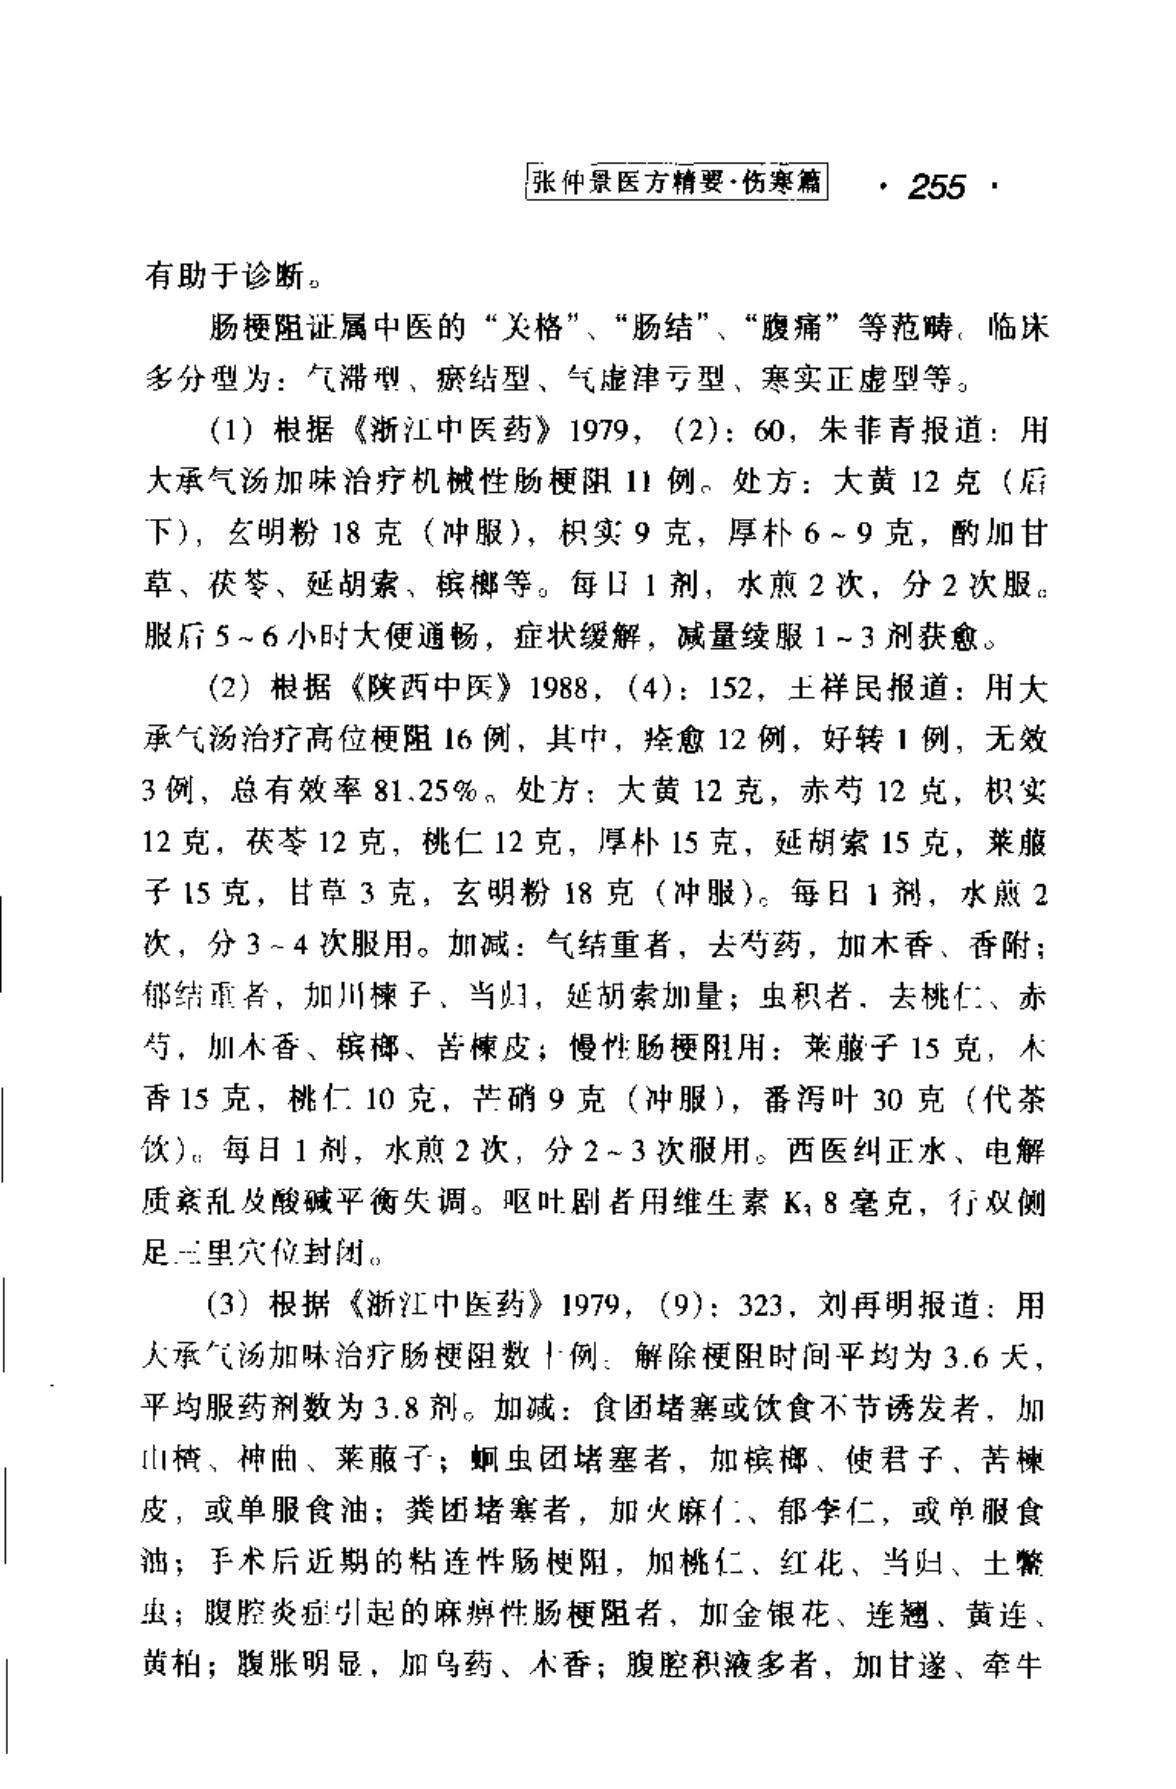 张仲景医方精要·伤寒篇 · 255 ·
有助于诊断。
肠梗阻证属中医的“关格”、“肠结”、“腹痛”等范畴。临床
多分型为：气滞型、瘀结型、气虚津亏型、寒实正虚型等。
(1) 根据《浙江中医药》1979，(2)：60，朱菲青报道：用
大承气汤加味治疗机械性肠梗阻 11 例。处方：大黄 12 克（后
下），玄明粉 18 克（冲服），枳实 9 克，厚朴 6～9 克，酌加甘
草、茯苓、延胡索、槟榔等。每日 1 剂，水煎 2 次，分 2 次服。
服后 5～6 小时大便通畅，症状缓解，减量续服 1～3 剂获愈。
(2) 根据《陕西中医》1988，(4)：152，王祥民报道：用大
承气汤治疗高位梗阻 16 例，其中，痊愈 12 例，好转 1 例，无效
3 例，总有效率 81.25%。处方：大黄 12 克，赤芍 12 克，枳实
12 克，茯苓 12 克，桃仁 12 克，厚朴 15 克，延胡索 15 克，莱菔
子 15 克，甘草 3 克，玄明粉 18 克（冲服）。每日 1 剂，水煎 2
次，分 3～4 次服用。加减：气结重者，去芍药，加木香、香附；
郁结重者，加川楝子、当归，延胡索加量；虫积者，去桃仁、赤
芍，加木香、槟榔、苦楝皮；慢性肠梗阻用：莱菔子 15 克，木
香 15 克，桃仁 10 克，芒硝 9 克（冲服），番泻叶 30 克（代茶
饮）。每日 1 剂，水煎 2 次，分 2～3 次服用。西医纠正水、电解
质紊乱及酸碱平衡失调。呕吐剧者用维生素 K₁ 8 毫克，行双侧
足三里穴位封闭。
(3) 根据《浙江中医药》1979，(9)：323，刘再明报道：用
大承气汤加味治疗肠梗阻数十例，解除梗阻时间平均为 3.6 天，
平均服药剂数为 3.8 剂。加减：食团堵塞或饮食不节诱发者，加
山楂、神曲、莱菔子；蛔虫团堵塞者，加槟榔、使君子、苦楝
皮，或单服食油；粪团堵塞者，加火麻仁、郁李仁，或单服食
油；手术后近期的粘连性肠梗阻，加桃仁、红花、当归、土鳖
虫；腹腔炎症引起的麻痹性肠梗阻者，加金银花、连翘、黄连、
黄柏；腹胀明显，加乌药、木香；腹腔积液多者，加甘遂、牵牛